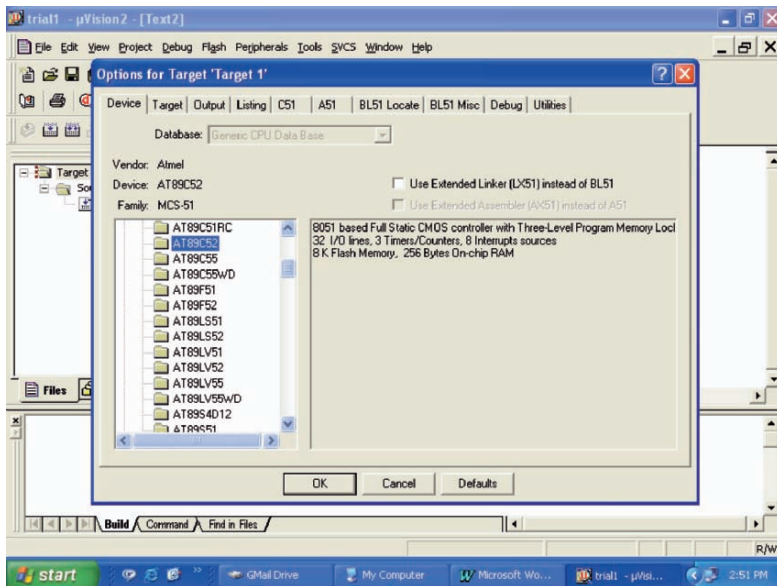 trial1 - µVision2 - [Text2]
File Edit View Project Debug Flash Peripherals Tools SVCS Window Help
Options for Target 'Target 1'
Device Target Output Listing C51 A51 BL51 Locate BL51 Misc Debug Utilities
Database: Generic CPU Data Base
Vendor: Atmel
Device: AT89C52
Family: MCS-51
Use Extended Linker (LX51) instead of BL51
Use Extended Assembler (AX51) instead of A51
AT89C51RC
AT89C52
AT89C55
AT89C55WD
AT89F51
AT89F52
AT89LS51
AT89LS52
AT89LV51
AT89LV52
AT89LV55
AT89LV55WD
AT89S4D12
AT89S51
8051 based Full Static CMOS controller with Three-Level Program Memory Locl
32 I/O lines, 3 Timers/Counters, 8 Interrupts sources
8 K Flash Memory, 256 Bytes On-chip RAM
OK Cancel Defaults
Target
Sou
Files
Build Command Find in Files
R/W
start GMail Drive My Computer Microsoft Wo... trial1 - µVisi... 2:51 PM